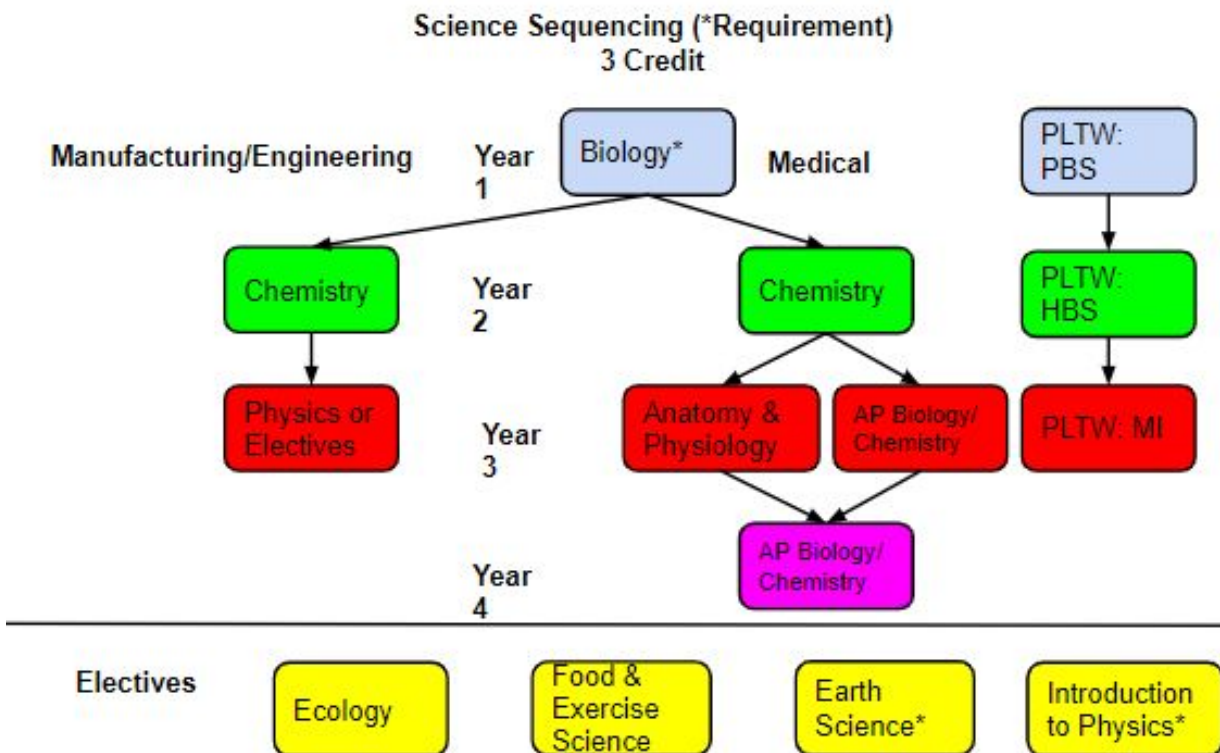 Science Sequencing (*Requirement)
3 Credit
Manufacturing/Engineering
Year
1
Biology*
Medical
PLTW:
PBS
Chemistry
Year
2
Chemistry
PLTW:
HBS
Physics or
Electives
Year
3
Anatomy &
Physiology
AP Biology/
Chemistry
PLTW: MI
Year
4
AP Biology/
Chemistry
Electives
Ecology
Food &
Exercise
Science
Earth
Science*
Introduction
to Physics*